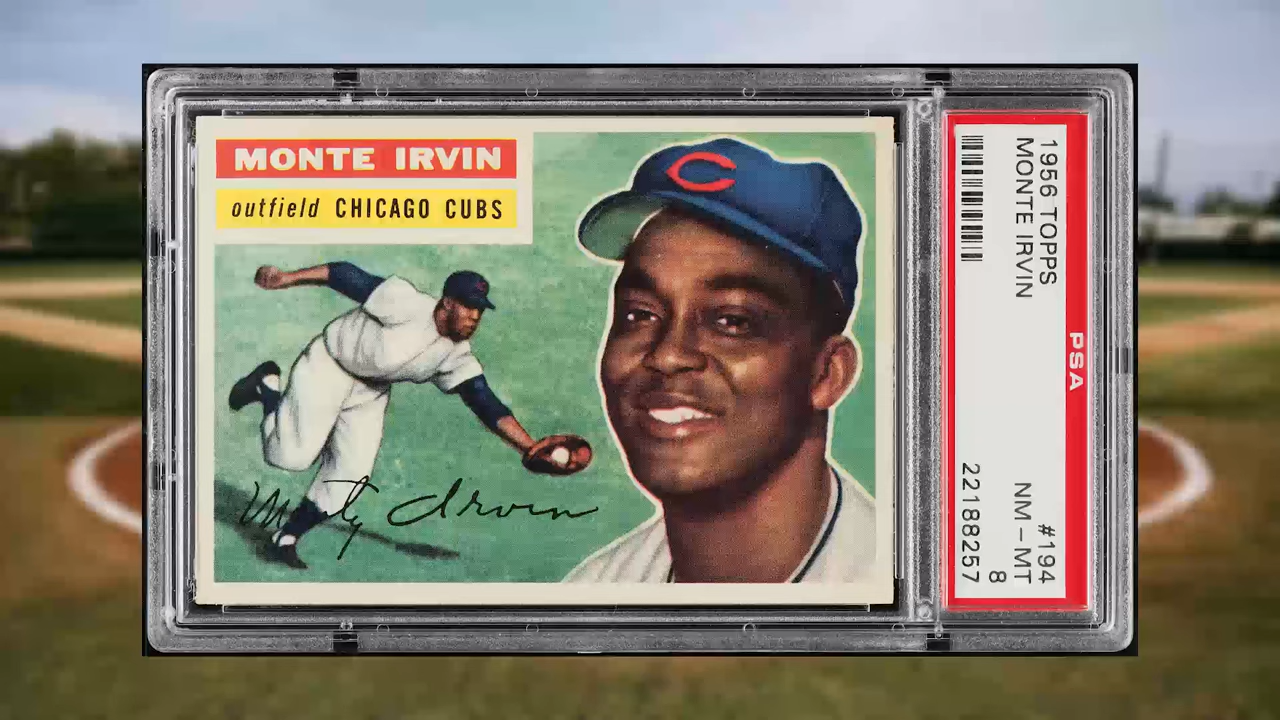 MONTE IRVIN
outfield CHICAGO CUBS
C
Monty Irvin
1956 TOPPS #194
MONTE IRVIN NM-MT
8
22188257
PSA